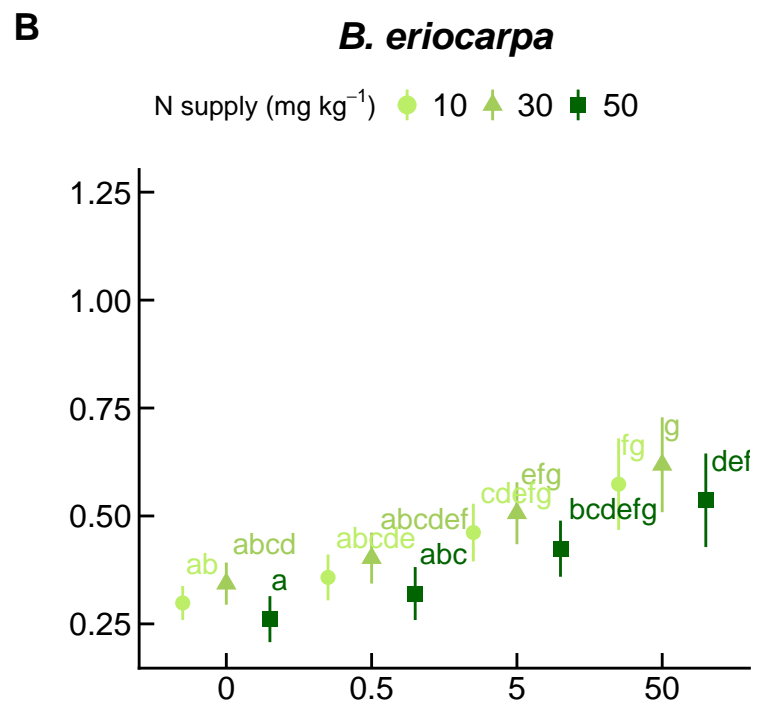 B
B. eriocarpa
N supply (mg kg⁻¹) 10 30 50
1.25
1.00
0.75
0.50
0.25
ab
abcd
a
abcde
abcdef
abc
cdefg
efg
bcdefg
fg
g
def
0 0.5 5 50